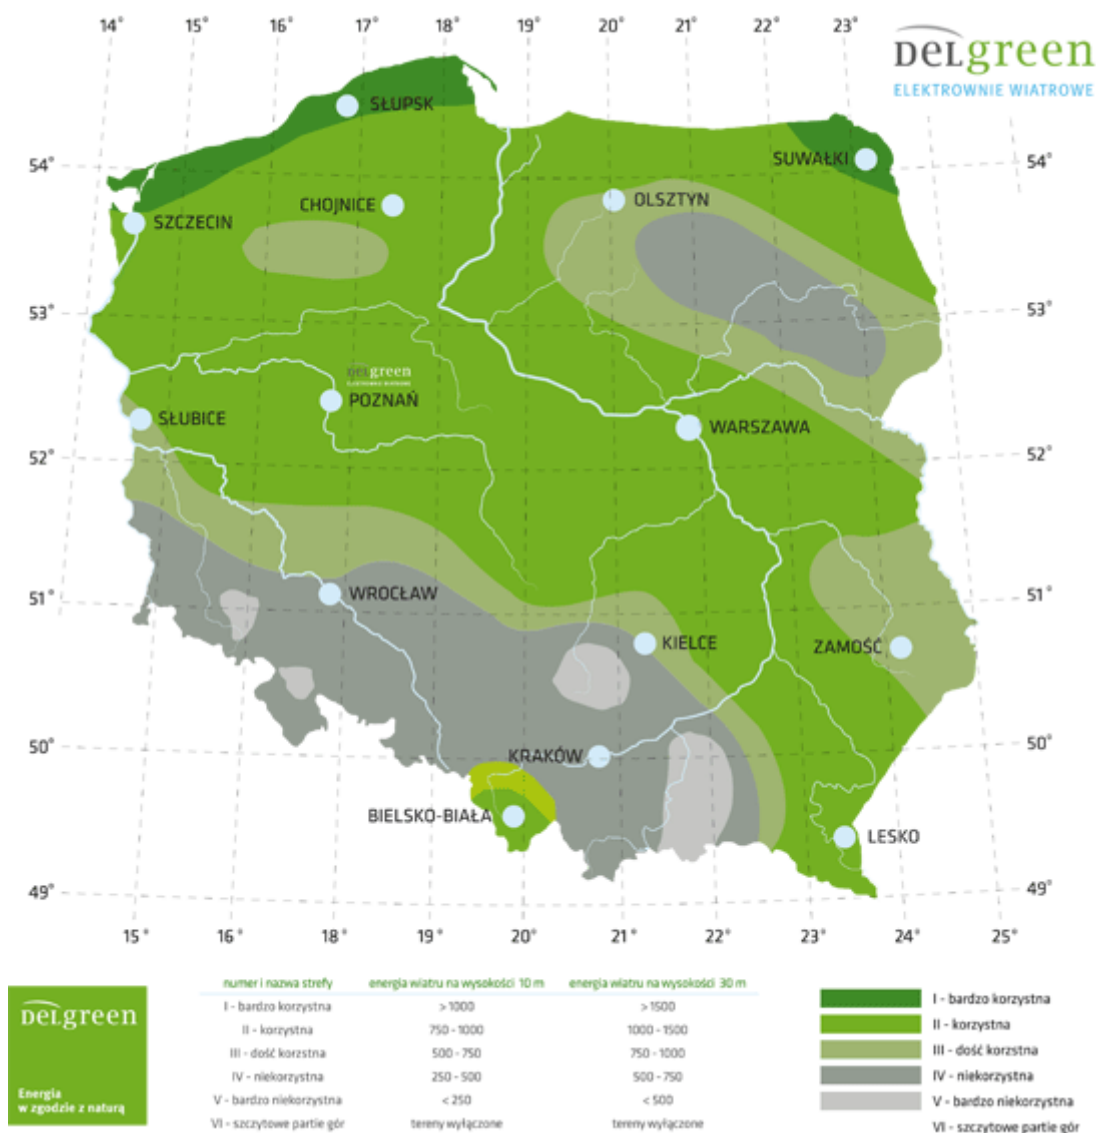 14° 15° 16° 17° 18° 19° 20° 21° 22° 23°
DELgreen
ELEKTROWNIE WIATROWE
SŁUPSK
SUWAŁKI
54° 54°
CHOJNICE
OLSZTYN
SZCZECIN
53° 53°
DELgreen
ELEKTROWNIE WIATROWE
POZNAŃ
SŁUBICE
WARSZAWA
52° 52°
51° 51°
WROCŁAW
KIELCE
ZAMOŚĆ
50° 50°
KRAKÓW
BIELSKO-BIAŁA
LESKO
49° 49°
15° 16° 18° 19° 20° 21° 22° 23° 24° 25°
DELgreen
Energia
w zgodzie z naturą
numer i nazwa strefy energia wiatru na wysokości 10 m energia wiatru na wysokości 30 m
I - bardzo korzystna >1000 >1500
II - korzystna 750-1000 1000-1500
III - dość korzstna 500-750 750-1000
IV - niekorzystna 250-500 500-750
V - bardzo niekorzystna <250 <500
VI - szczytowe partie gór tereny wyłączone tereny wyłączone
I - bardzo korzystna
II - korzystna
III - dość korzstna
IV - niekorzystna
V - bardzo niekorzystna
VI - szczytowe partie gór